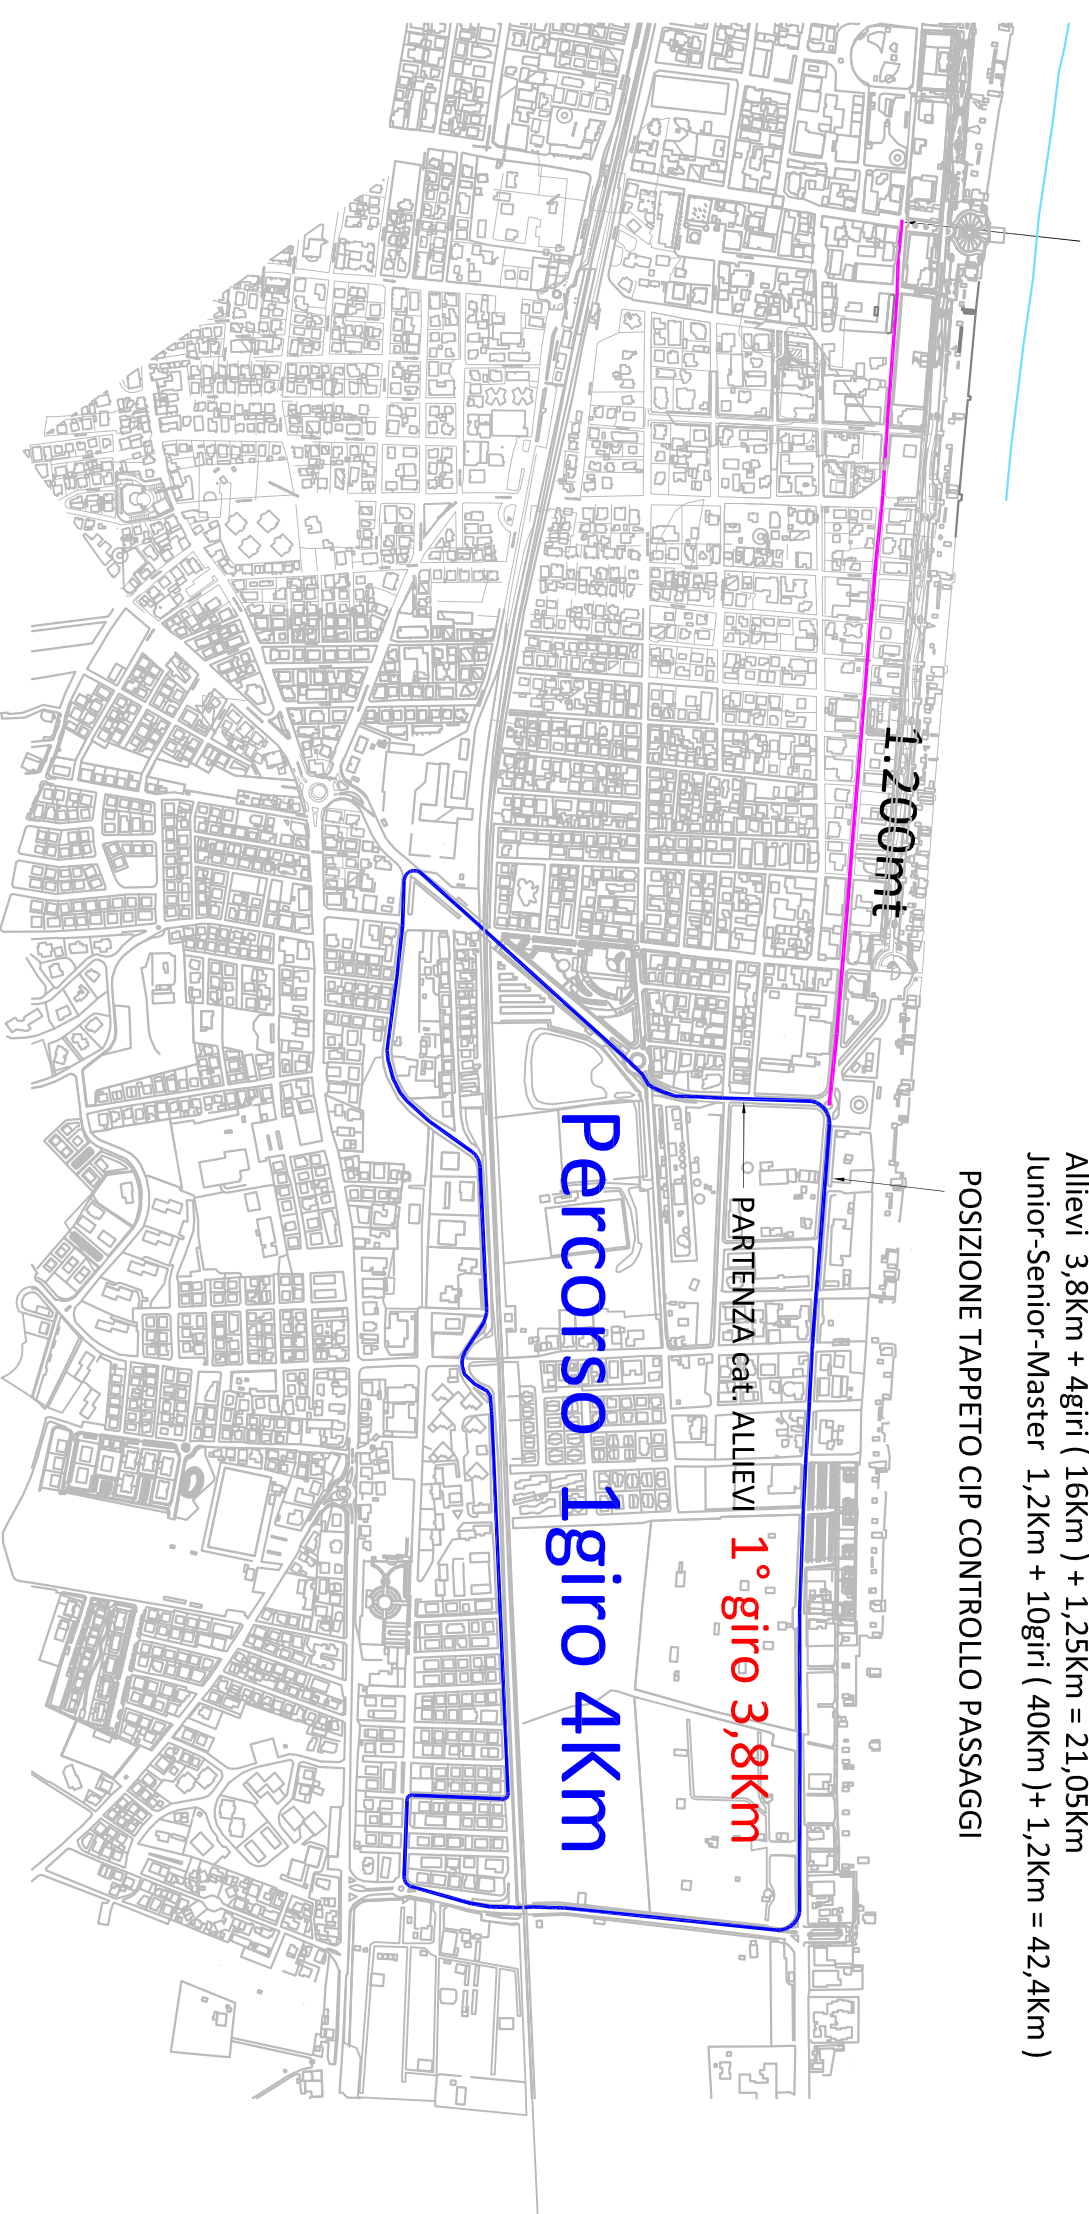 Allievi 3,8Km + 4giri ( 16Km ) + 1,25Km = 21,05Km
Junior-Senior-Master 1,2Km + 10giri ( 40Km )+ 1,2Km = 42,4Km )
POSIZIONE TAPPETO CIP CONTROLLO PASSAGGI
1.200mt
PARTENZA cat. ALLIEVI 1° giro 3,8Km
Percorso 1giro 4Km